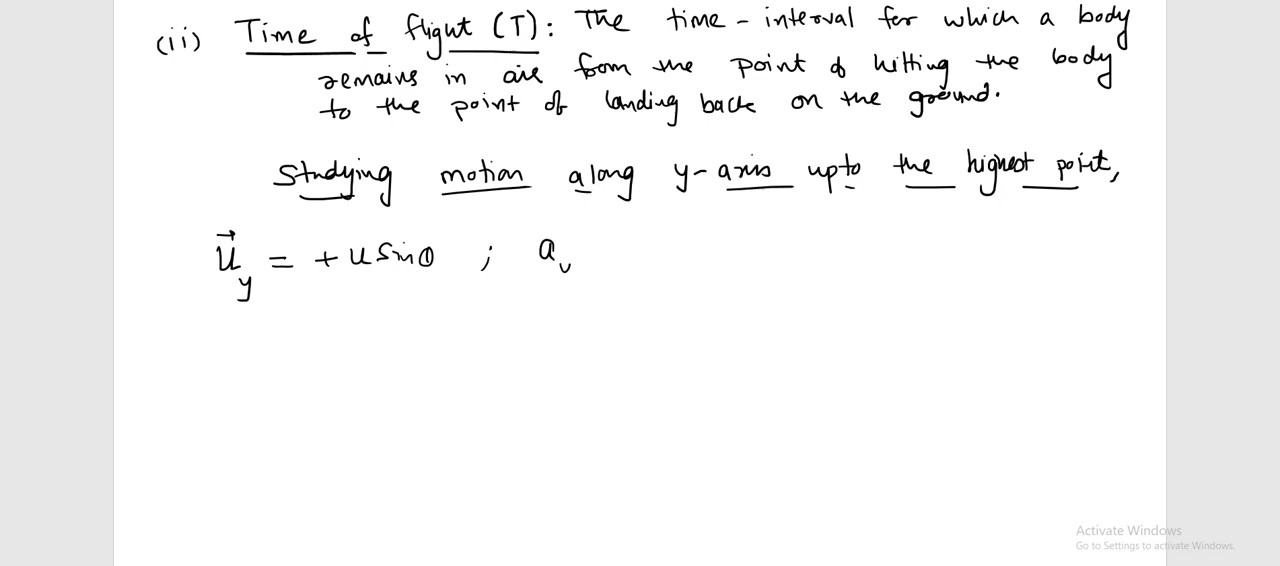 (ii) Time of flight (T): The time - interval for which a body
remains in air from the point of hitting the body
to the point of landing back on the ground.
Studying motion along y-axis upto the highest point,
u⃗_y = + u sinθ ; a
Activate Windows
Go to Settings to activate Windows.